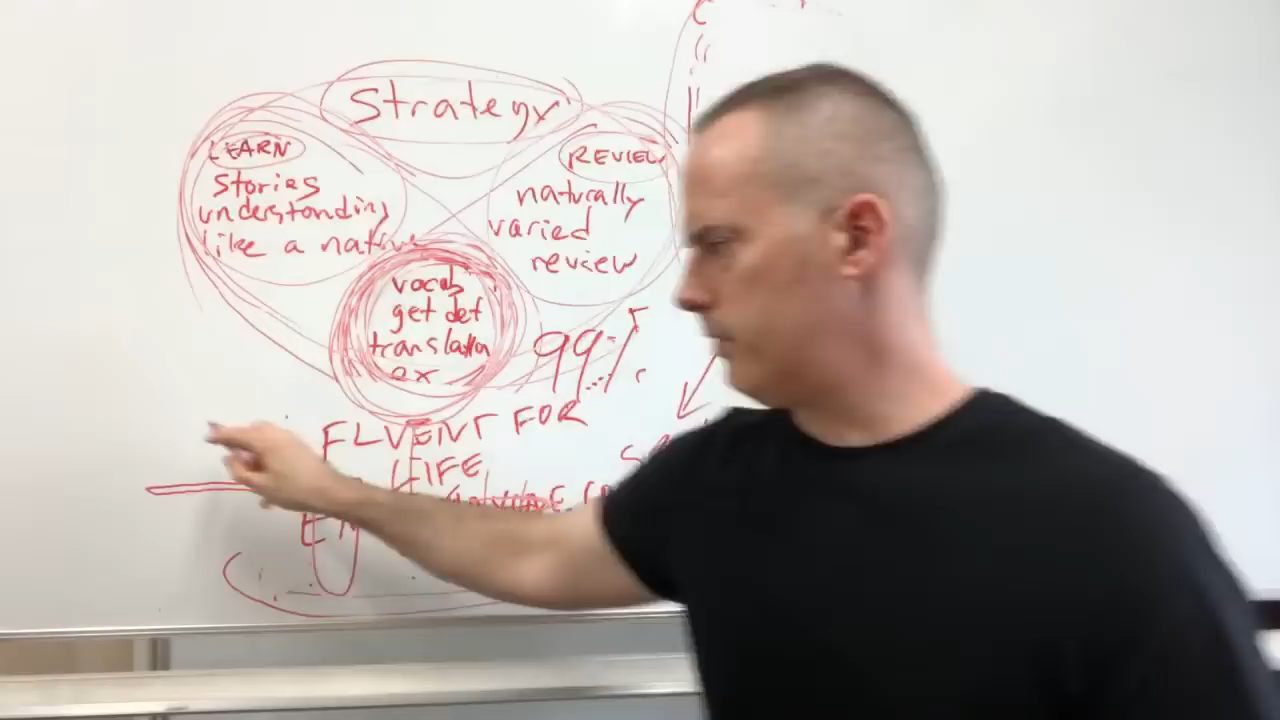 Strategy
LEARN
stories
understanding
like a native
REVIEW
naturally
varied
review
vocab
get def
translation
ex
99%
FLUENT FOR
LIFE
EN